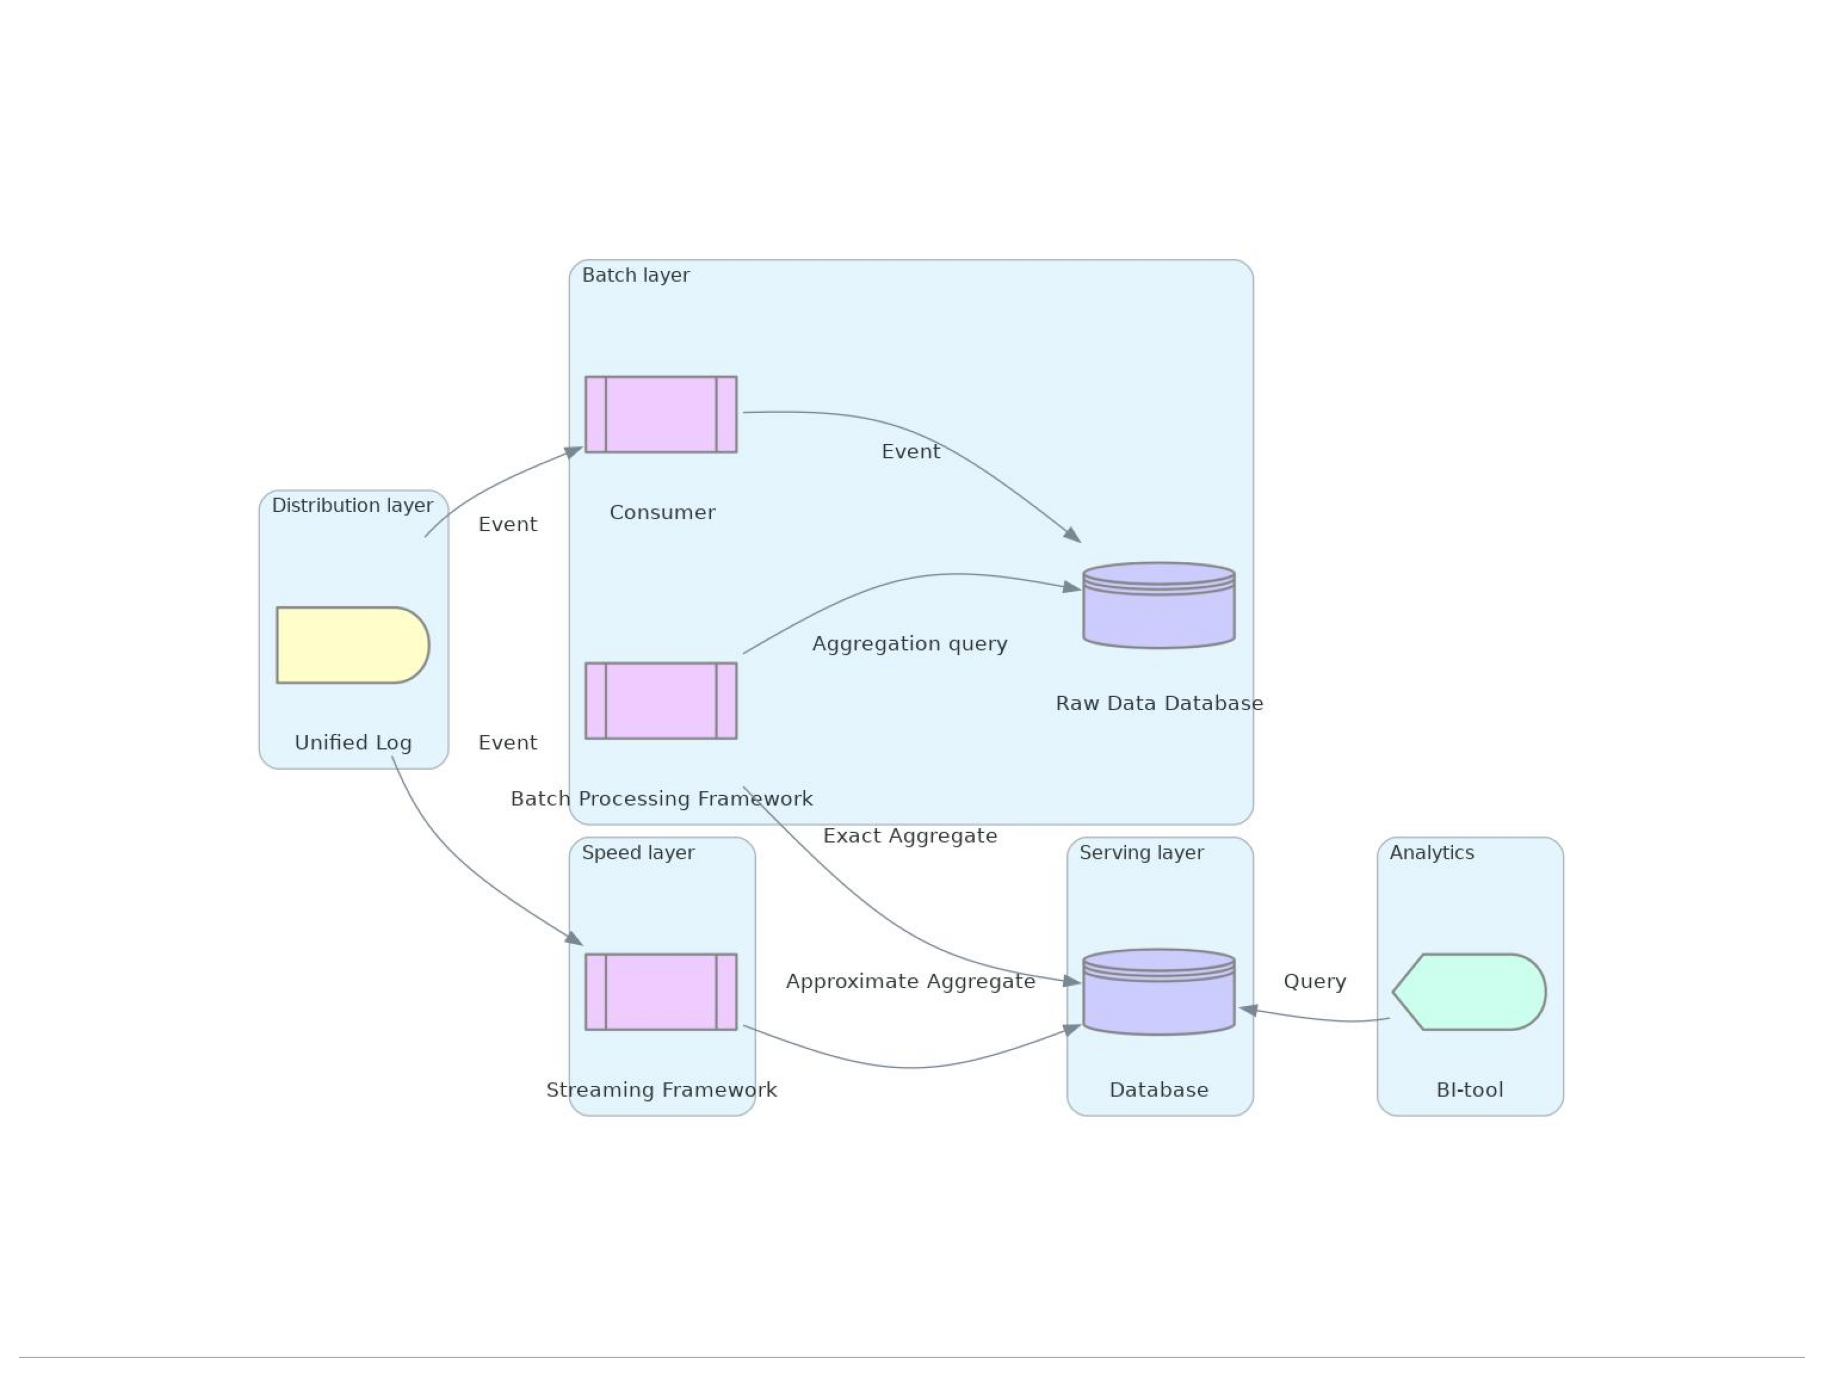 Batch layer
Event
Consumer
Distribution layer
Event
Aggregation query
Raw Data Database
Unified Log
Event
Batch Processing Framework
Exact Aggregate
Speed layer
Serving layer
Analytics
Approximate Aggregate
Query
Streaming Framework
Database
BI-tool